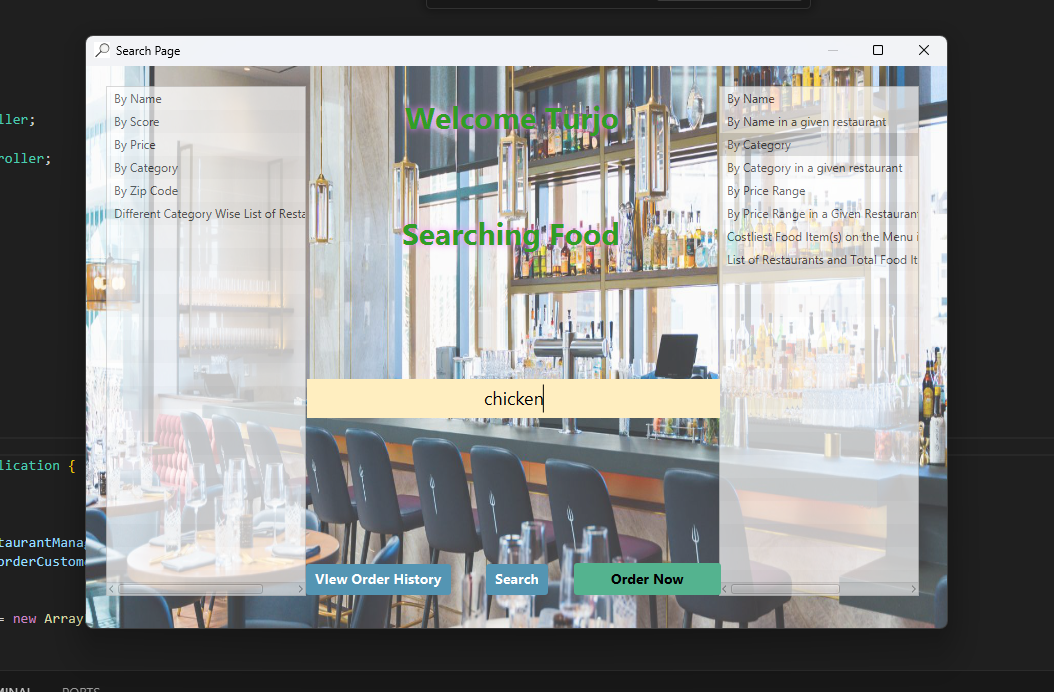 Search Page
ller;
roller;
By Name
By Score
By Price
By Category
By Zip Code
Different Category Wise List of Resta
Welcome Turjo
Searching Food
By Name
By Name in a given restaurant
By Category
By Category in a given restaurant
By Price Range
By Price Range in a Given Restaurant
Costliest Food Item(s) on the Menu i
List of Restaurants and Total Food It
chicken
lication {
taurantMana
orderCustom
VIew Order History
Search
Order Now
= new Array
MINAL
PORTS